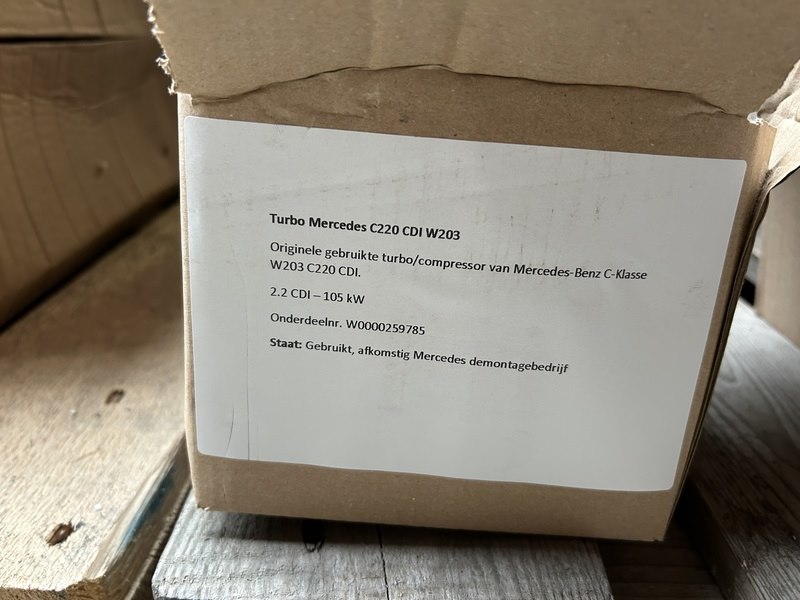 Turbo Mercedes C220 CDI W203
Originele gebruikte turbo/compressor van Mercedes-Benz C-Klasse
W203 C220 CDI.
2.2 CDI – 105 kW
Onderdeelnr. W0000259785
Staat: Gebruikt, afkomstig Mercedes demontagebedrijf